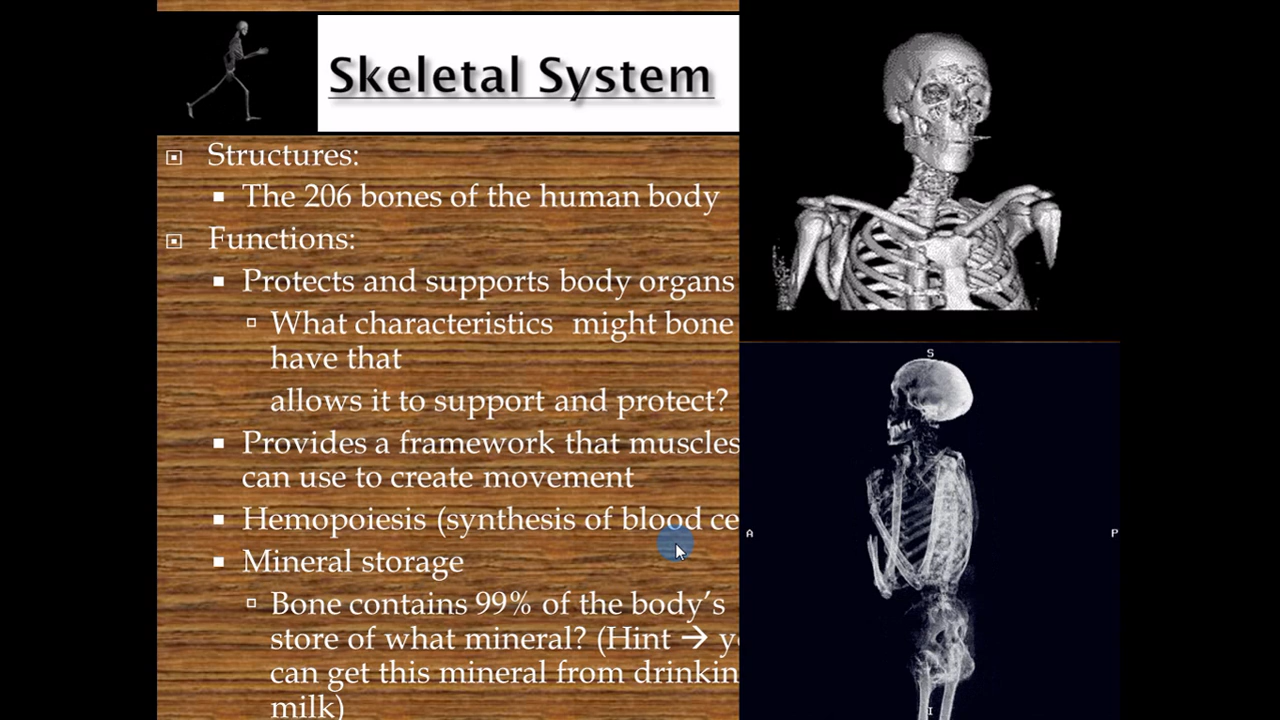 Skeletal System
Structures:
The 206 bones of the human body
Functions:
Protects and supports body organs
What characteristics might bone
have that
allows it to support and protect?
Provides a framework that muscles
can use to create movement
Hemopoiesis (synthesis of blood ce
Mineral storage
Bone contains 99% of the body's
store of what mineral? (Hint → y
can get this mineral from drinkin
milk)
S
A
P
I